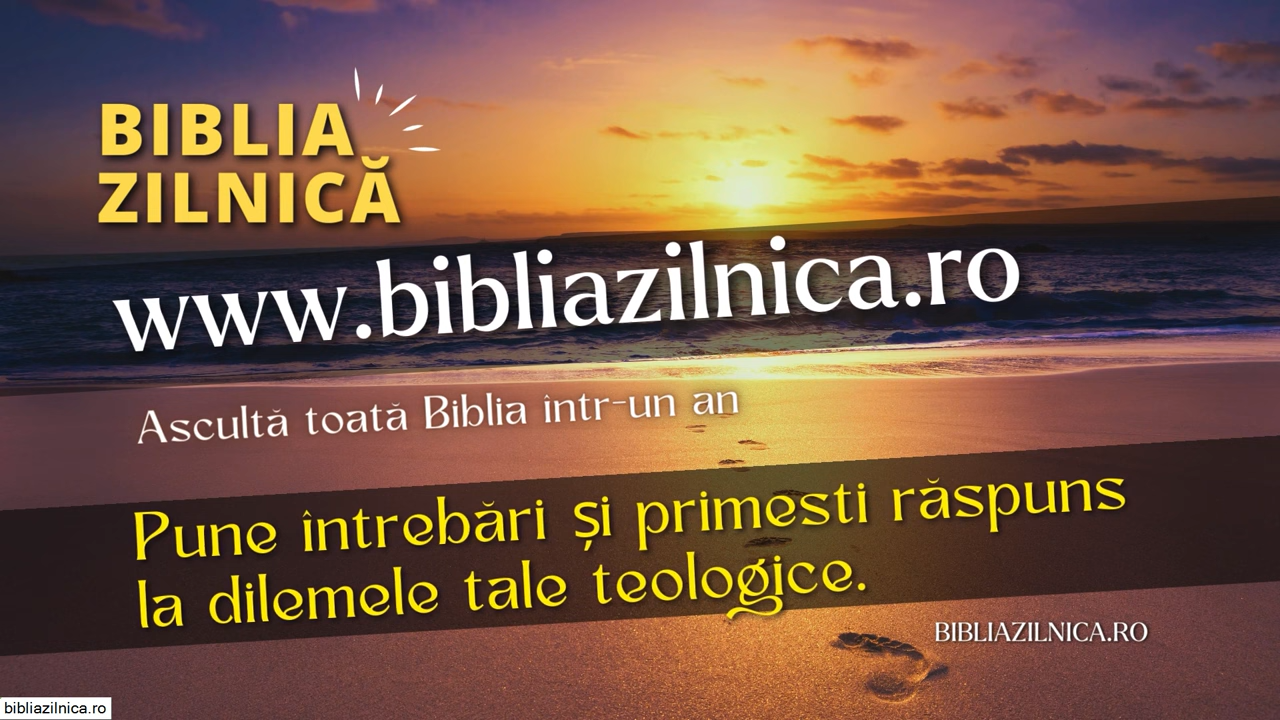 BIBLIA
ZILNICĂ
www.bibliazilnica.ro
Ascultă toată Biblia într-un an
Pune întrebări și primesti răspuns
la dilemele tale teologice.
BIBLIAZILNICA.RO
bibliazilnica.ro